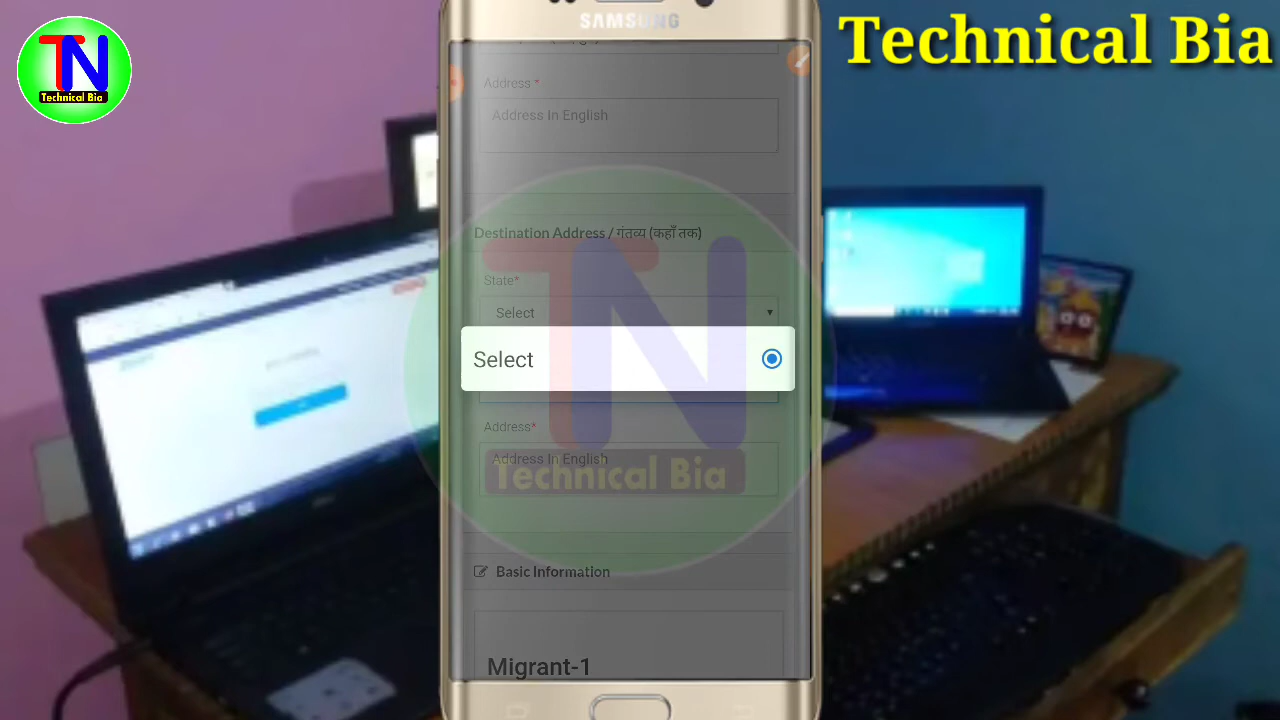 TN
Technical Bia
Technical Bia
SAMSUNG
Address *
Address In English
Destination Address / गंतव्य (कहाँ तक)
State*
Select
Select
Address*
Address In English
TN
Technical Bia
Basic Information
Migrant-1